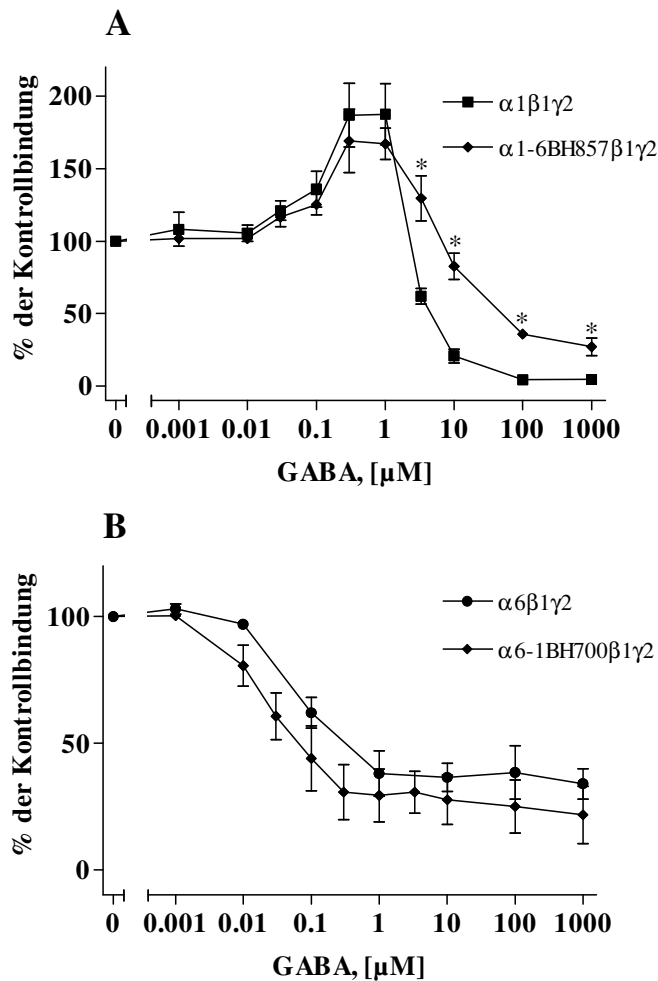 A
% der Kontrollbindung
200
150
100
50
0
α1β1γ2
α1-6BH857β1γ2
*
*
*
*
0 0.001 0.01 0.1 1 10 100 1000
GABA, [µM]
B
% der Kontrollbindung
100
50
0
α6β1γ2
α6-1BH700β1γ2
0 0.001 0.01 0.1 1 10 100 1000
GABA, [µM]